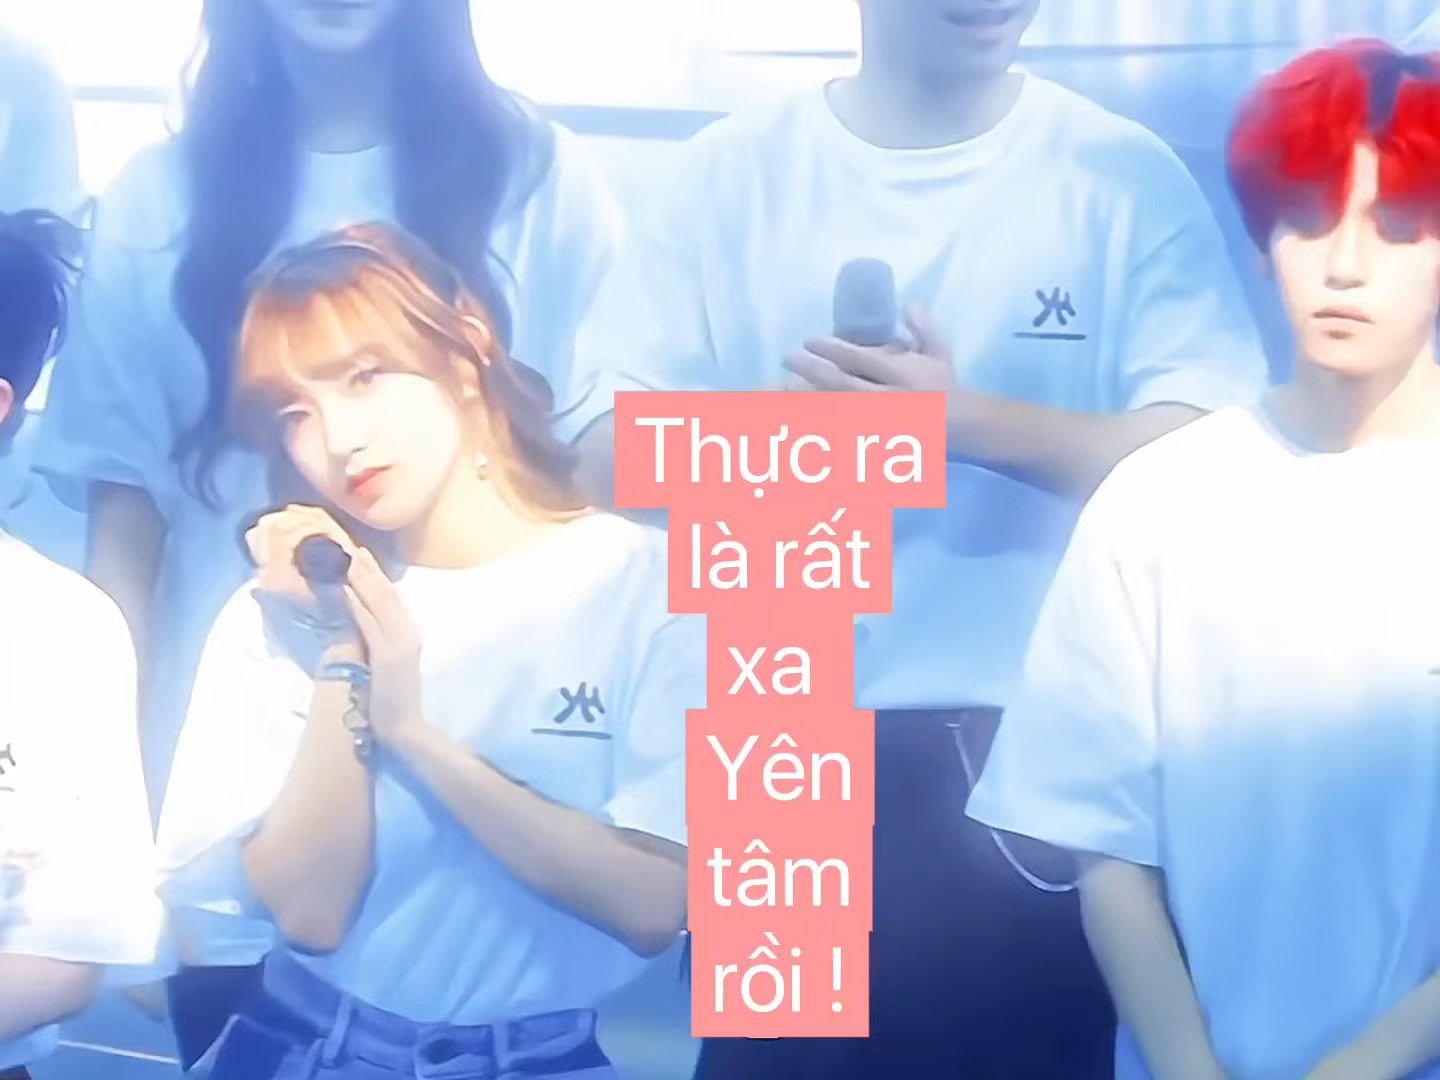 Thực ra
là rất
xa
Yên
tâm
rồi !